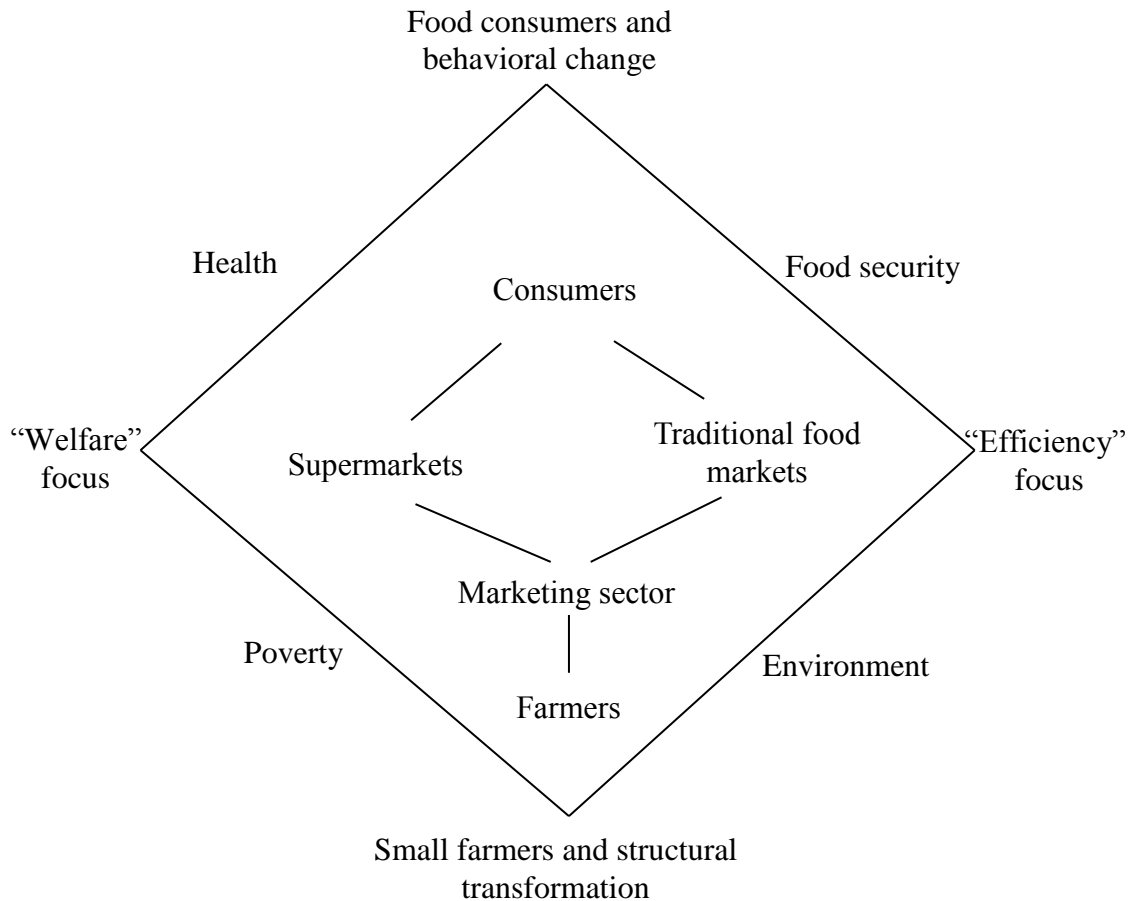 Food consumers and
behavioral change
Health
Food security
Consumers
“Welfare”
focus
Supermarkets
Traditional food
markets
“Efficiency”
focus
Marketing sector
Poverty
Environment
Farmers
Small farmers and structural
transformation